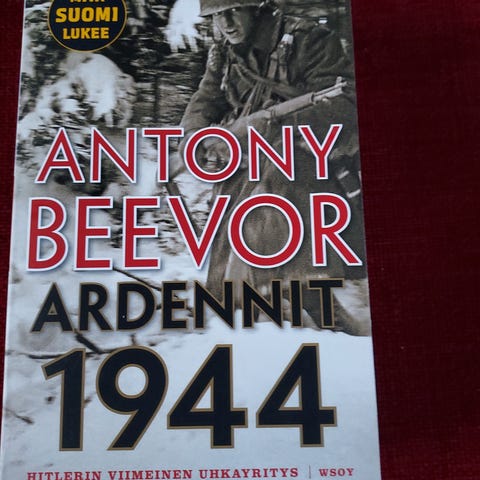 SUOMI
LUKEE
ANTONY
BEEVOR
ARDENNIT
1944
HITLERIN VIIMEINEN UHKAYRITYS | WSOY